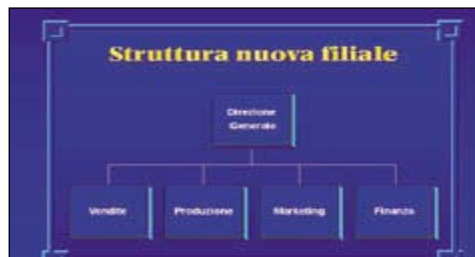 Struttura nuova filiale
Direzione
Generale
Vendite Produzione Marketing Finanza